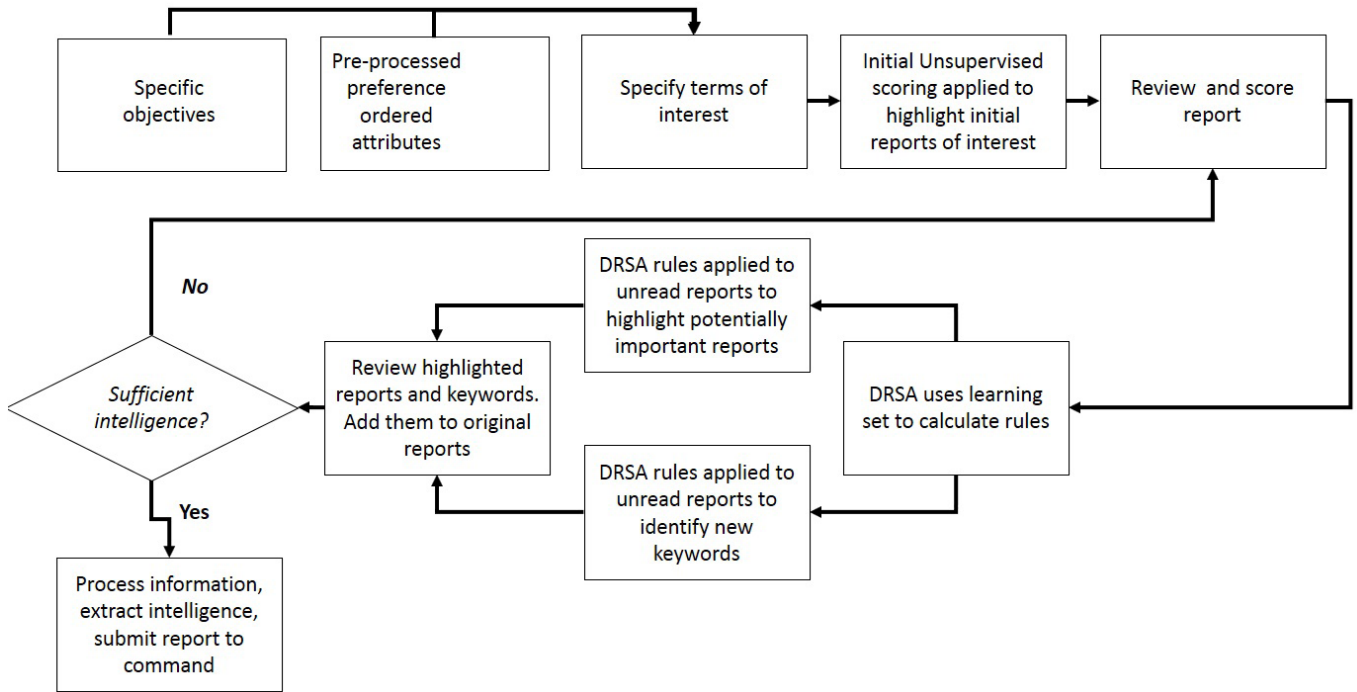 Specific
objectives
Pre-processed
preference
ordered
attributes
Specify terms of
interest
Initial Unsupervised
scoring applied to
highlight initial
reports of interest
Review and score
report
No
DRSA rules applied to
unread reports to
highlight potentially
important reports
Sufficient
intelligence?
Review highlighted
reports and keywords.
Add them to original
reports
DRSA uses learning
set to calculate rules
DRSA rules applied to
unread reports to
identify new
keywords
Yes
Process information,
extract intelligence,
submit report to
command